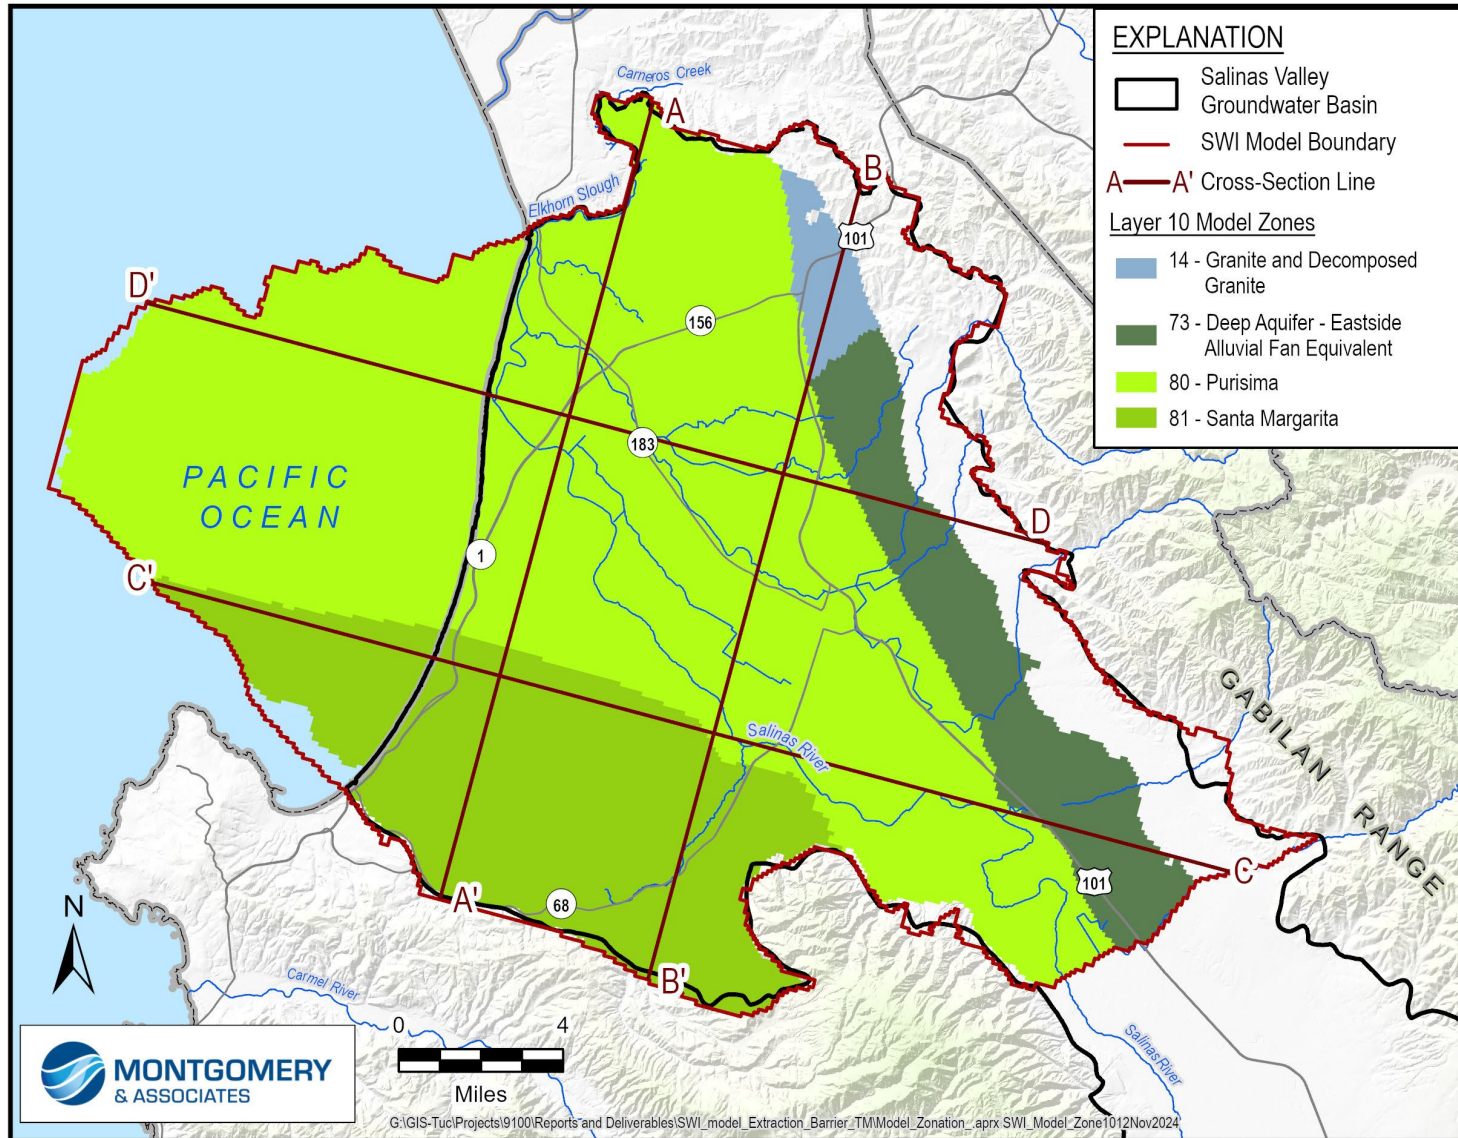 EXPLANATION
Salinas Valley
Groundwater Basin
SWI Model Boundary
A A' Cross-Section Line
Layer 10 Model Zones
14 - Granite and Decomposed
Granite
73 - Deep Aquifer - Eastside
Alluvial Fan Equivalent
80 - Purisima
81 - Santa Margarita
Carneros Creek
A
B
Elkhorn Slough
101
D'
156
183
PACIFIC
OCEAN
D
1
C'
GABILAN
RANGE
Salinas River
C
101
A'
68
B'
N
Carmel River
0 4
Miles
Salinas River
MONTGOMERY
& ASSOCIATES
G:\GIS-Tuc\Projects\9100\Reports and Deliverables\SWI_model_Extraction_Barrier_TM\Model_Zonation_.aprx SWI_Model_Zone1012Nov2024